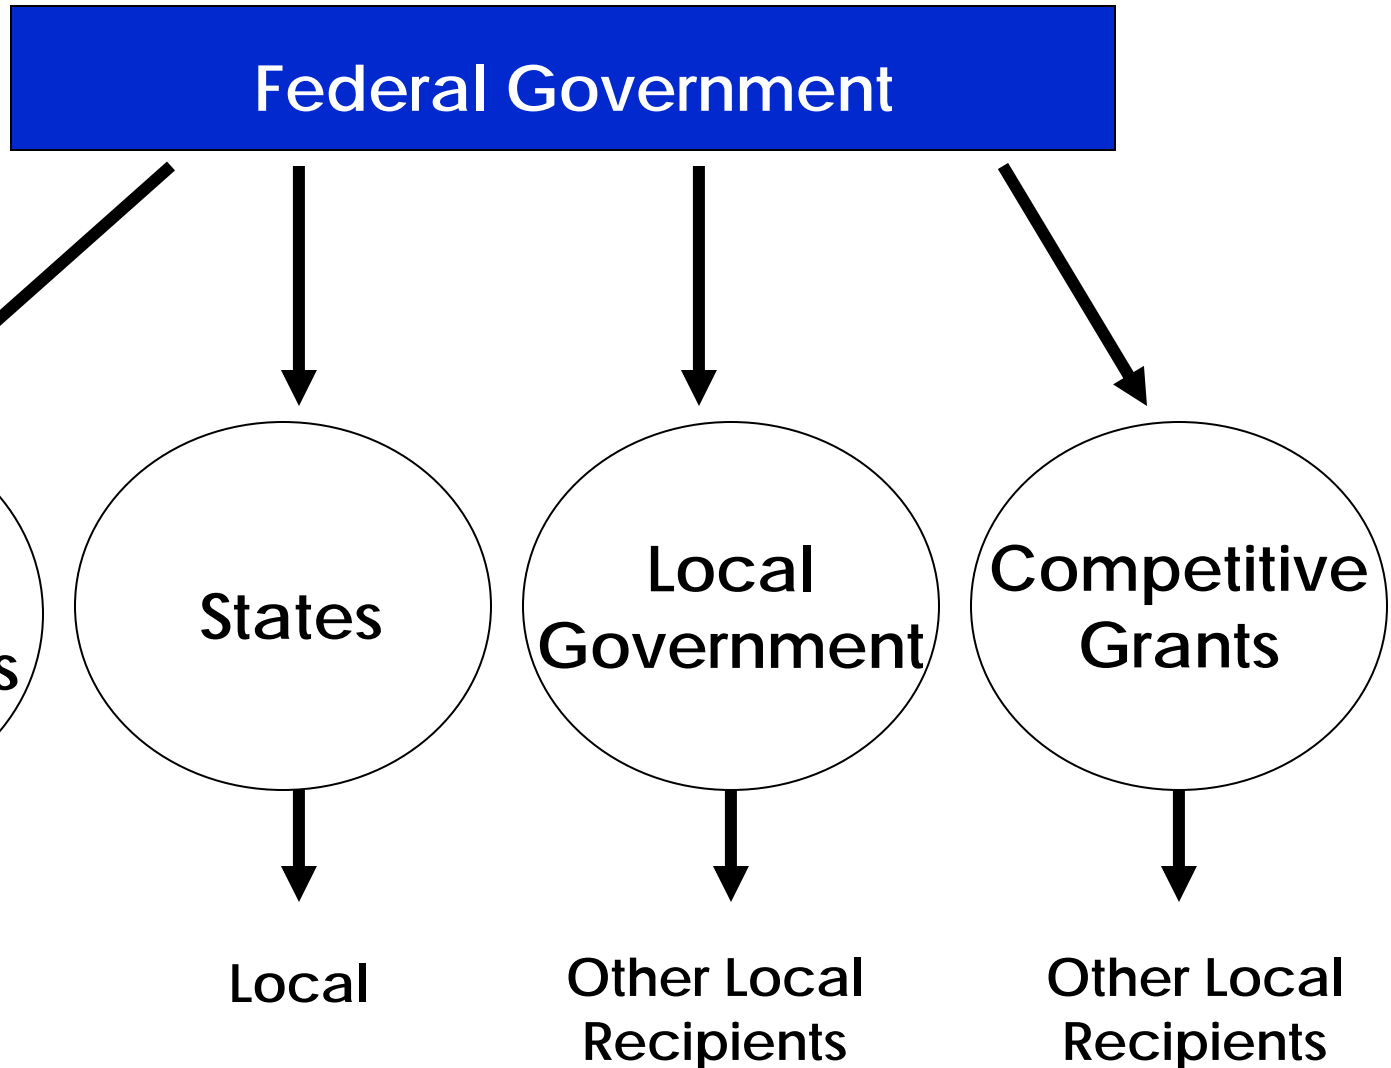 Federal Government
States
Local
Government
Competitive
Grants
Local
Other Local
Recipients
Other Local
Recipients